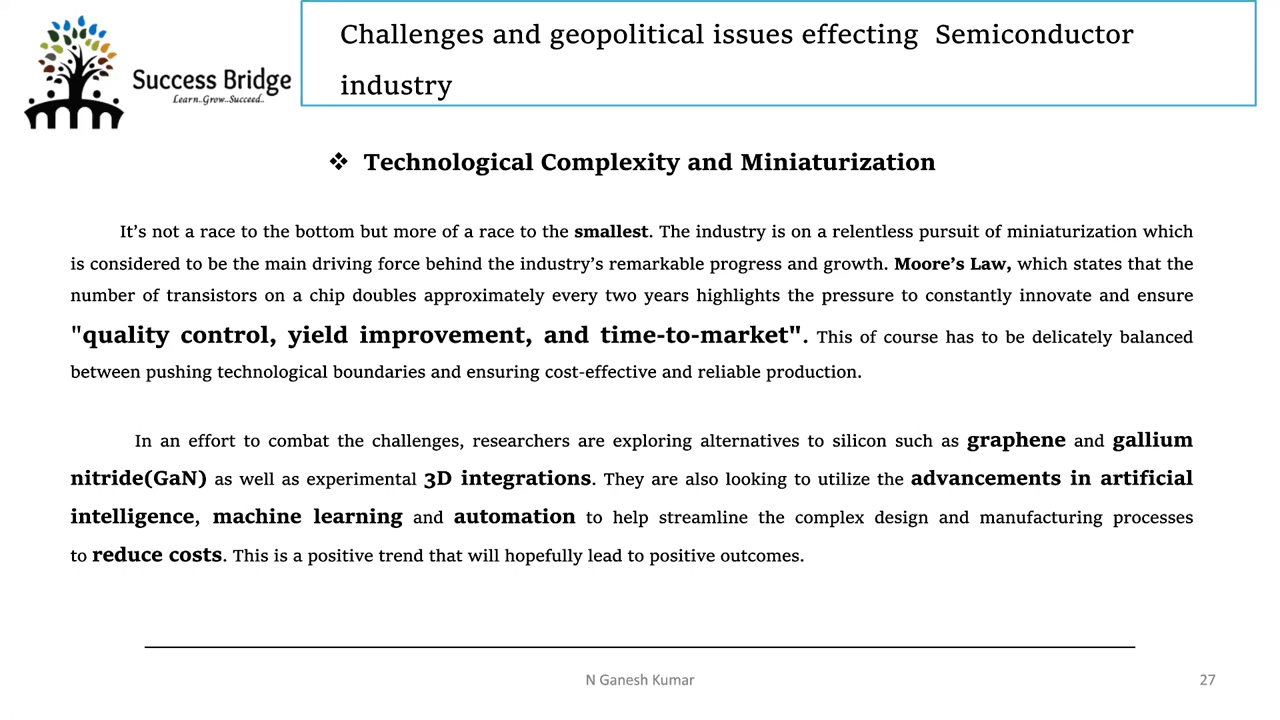 Success Bridge
Learn..Grow..Succeed..
Challenges and geopolitical issues effecting  Semiconductor
industry
❖ Technological Complexity and Miniaturization
It’s not a race to the bottom but more of a race to the smallest. The industry is on a relentless pursuit of miniaturization which
is considered to be the main driving force behind the industry’s remarkable progress and growth. Moore’s Law, which states that the
number of transistors on a chip doubles approximately every two years highlights the pressure to constantly innovate and ensure
"quality control, yield improvement, and time-to-market". This of course has to be delicately balanced
between pushing technological boundaries and ensuring cost-effective and reliable production.
In an effort to combat the challenges, researchers are exploring alternatives to silicon such as graphene and gallium
nitride(GaN) as well as experimental 3D integrations. They are also looking to utilize the advancements in artificial
intelligence, machine learning and automation to help streamline the complex design and manufacturing processes
to reduce costs. This is a positive trend that will hopefully lead to positive outcomes.
N Ganesh Kumar
27